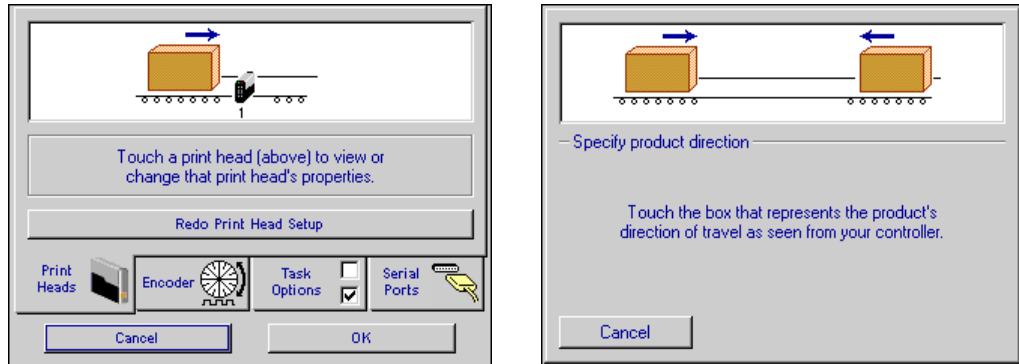 1
Touch a print head (above) to view or
change that print head's properties.
Redo Print Head Setup
Print
Heads
Encoder
Task
Options
Serial
Ports
Cancel
OK
Specify product direction
Touch the box that represents the product's
direction of travel as seen from your controller.
Cancel